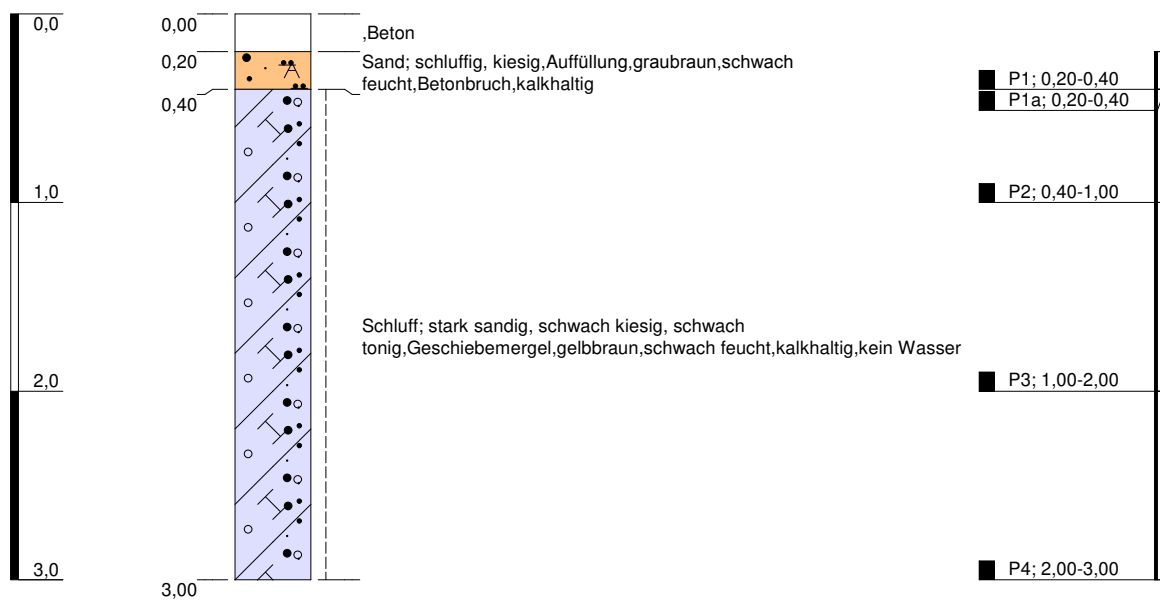 0,0
0,00
,Beton
0,20
Sand; schluffig, kiesig,Auffüllung,graubraun,schwach
feucht,Betonbruch,kalkhaltig
A
P1; 0,20-0,40
0,40
P1a; 0,20-0,40
1,0
P2; 0,40-1,00
Schluff; stark sandig, schwach kiesig, schwach
tonig,Geschiebemergel,gelbbraun,schwach feucht,kalkhaltig,kein Wasser
2,0
P3; 1,00-2,00
3,0
3,00
P4; 2,00-3,00